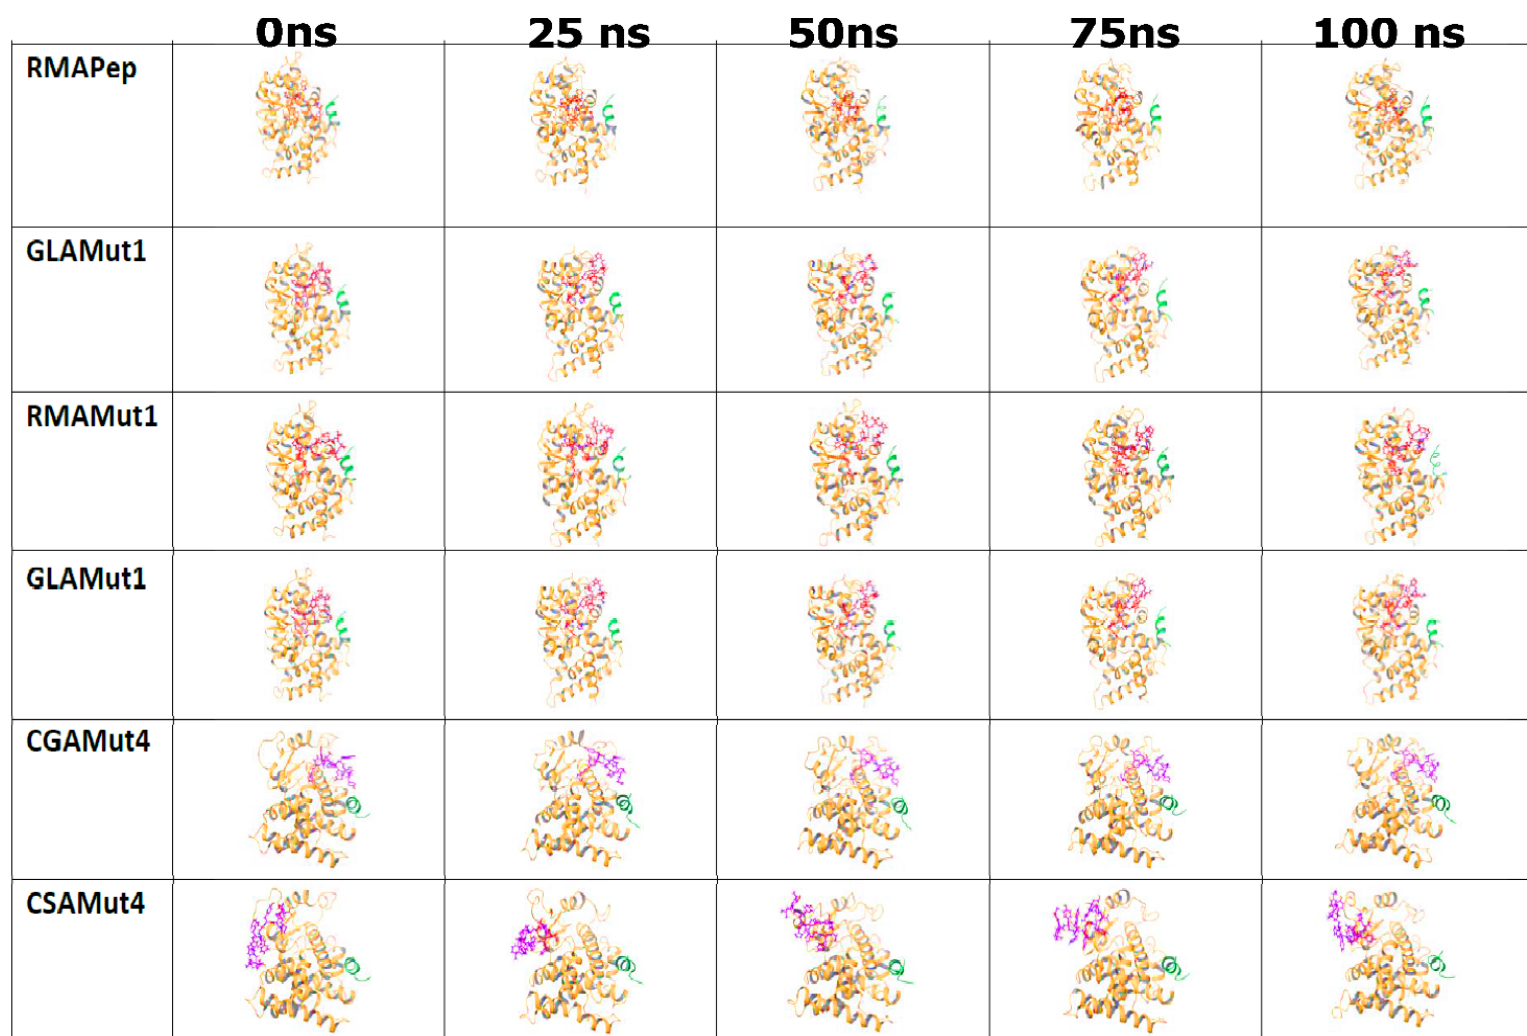 0ns 25 ns 50ns 75ns 100 ns
RMAPep
GLAMut1
RMAMut1
GLAMut1
CGAMut4
CSAMut4